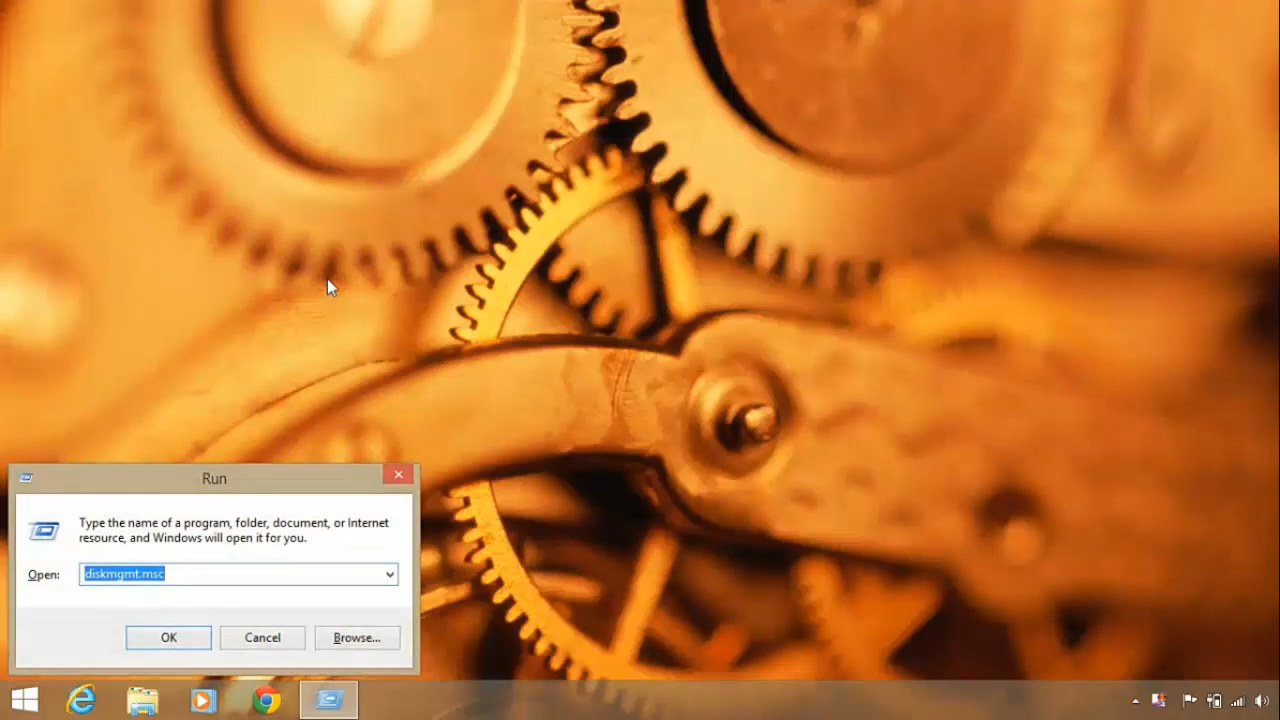 Run
Type the name of a program, folder, document, or Internet
resource, and Windows will open it for you.
Open: diskmgmt.msc
OK Cancel Browse...